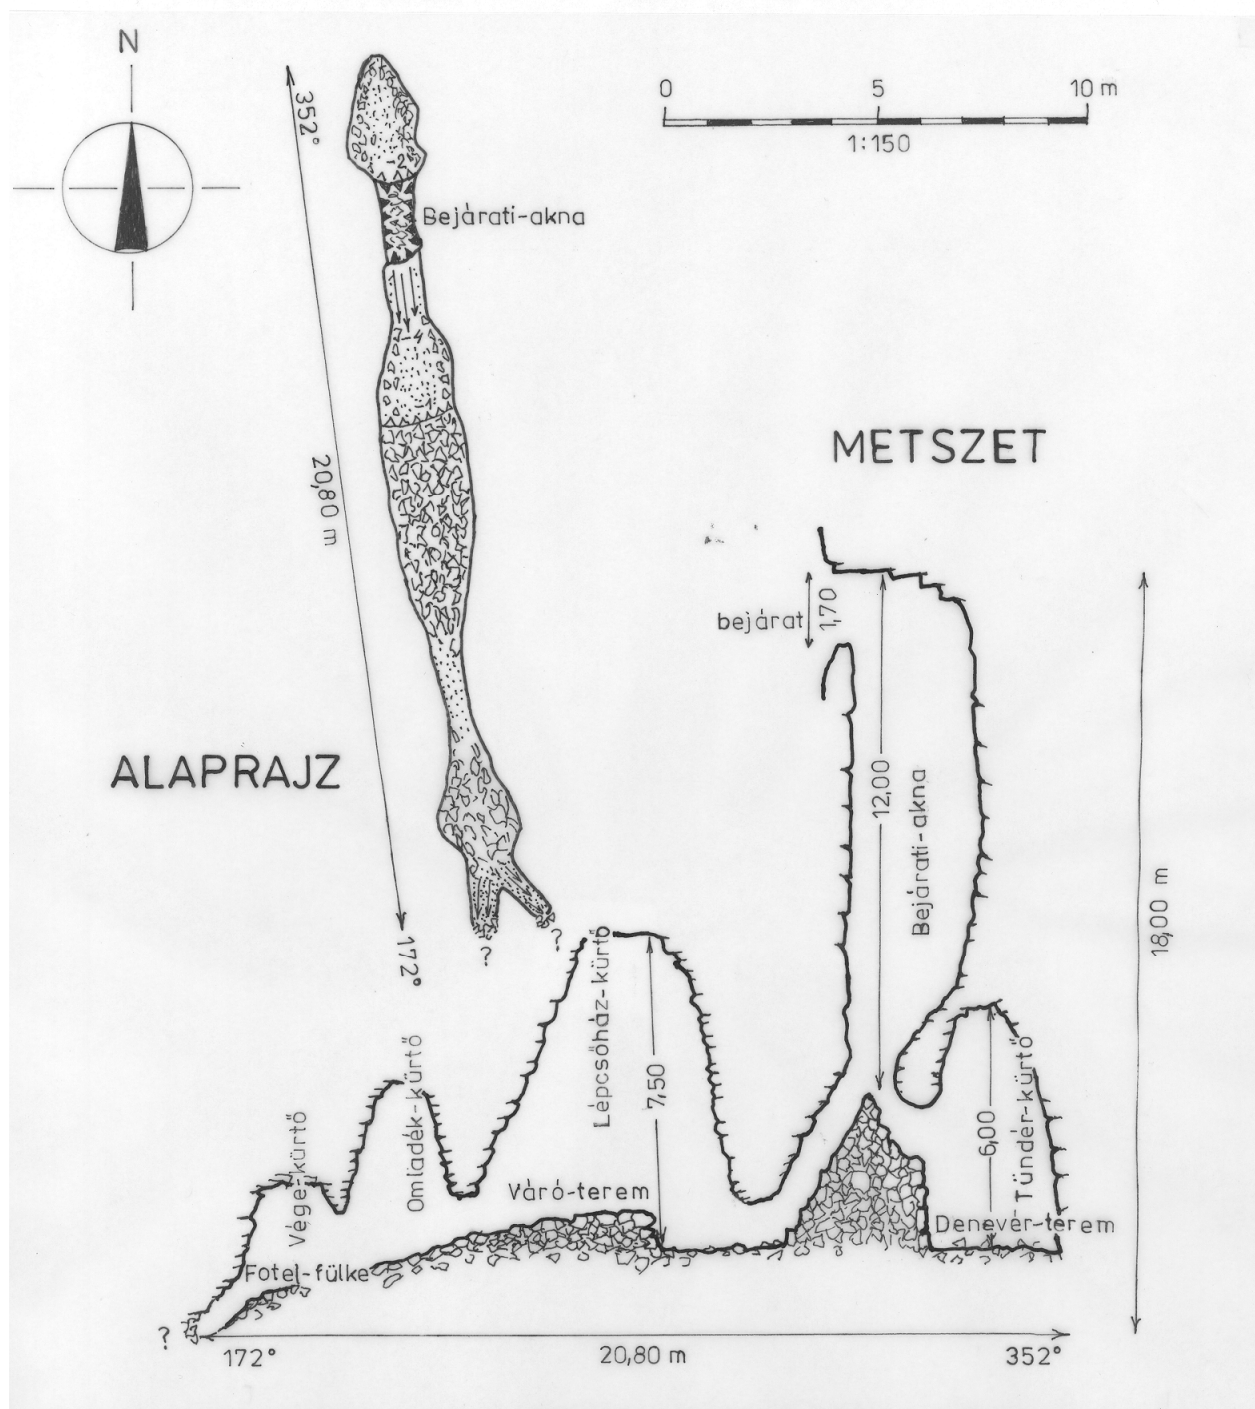 N
0 5 10 m
1:150
352°
-2
Bejárati-akna
-4
20,80 m
172°
?
?
ALAPRAJZ
METSZET
bejárat
1,70
12,00
Bejárati-akna
18,00 m
Lépcsőház-kürtő
7,50
Omladék-kürtő
Vége-kürtő
Váró-terem
Fotel-fülke
6,00
Tündér-kürtő
Denevér-terem
?
172° 20,80 m 352°